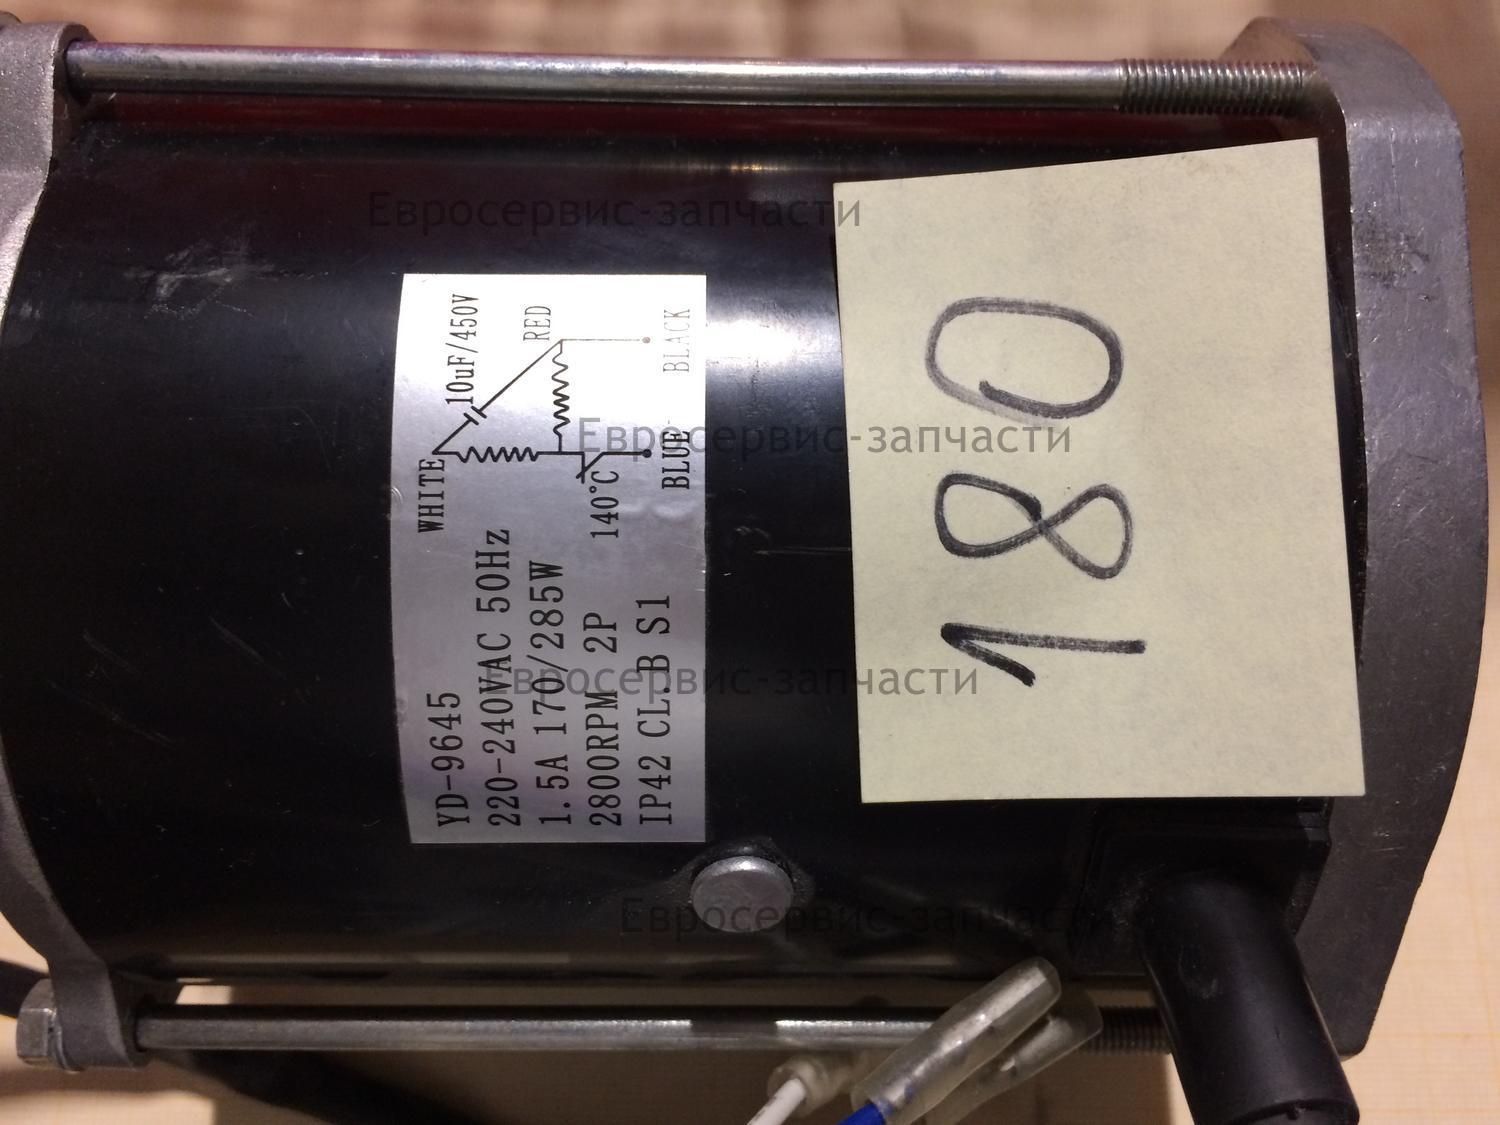 WHITE
10uF/450V
RED
140°C
BLUE
BLACK
YD-9645
220-240VAC 50Hz
1.5A 170/285W
2800RPM 2P
IP42 CL. B S1
180
Евросервис-запчасти
Евросервис-запчасти
Евросервис-запчасти
Евросервис-запчасти